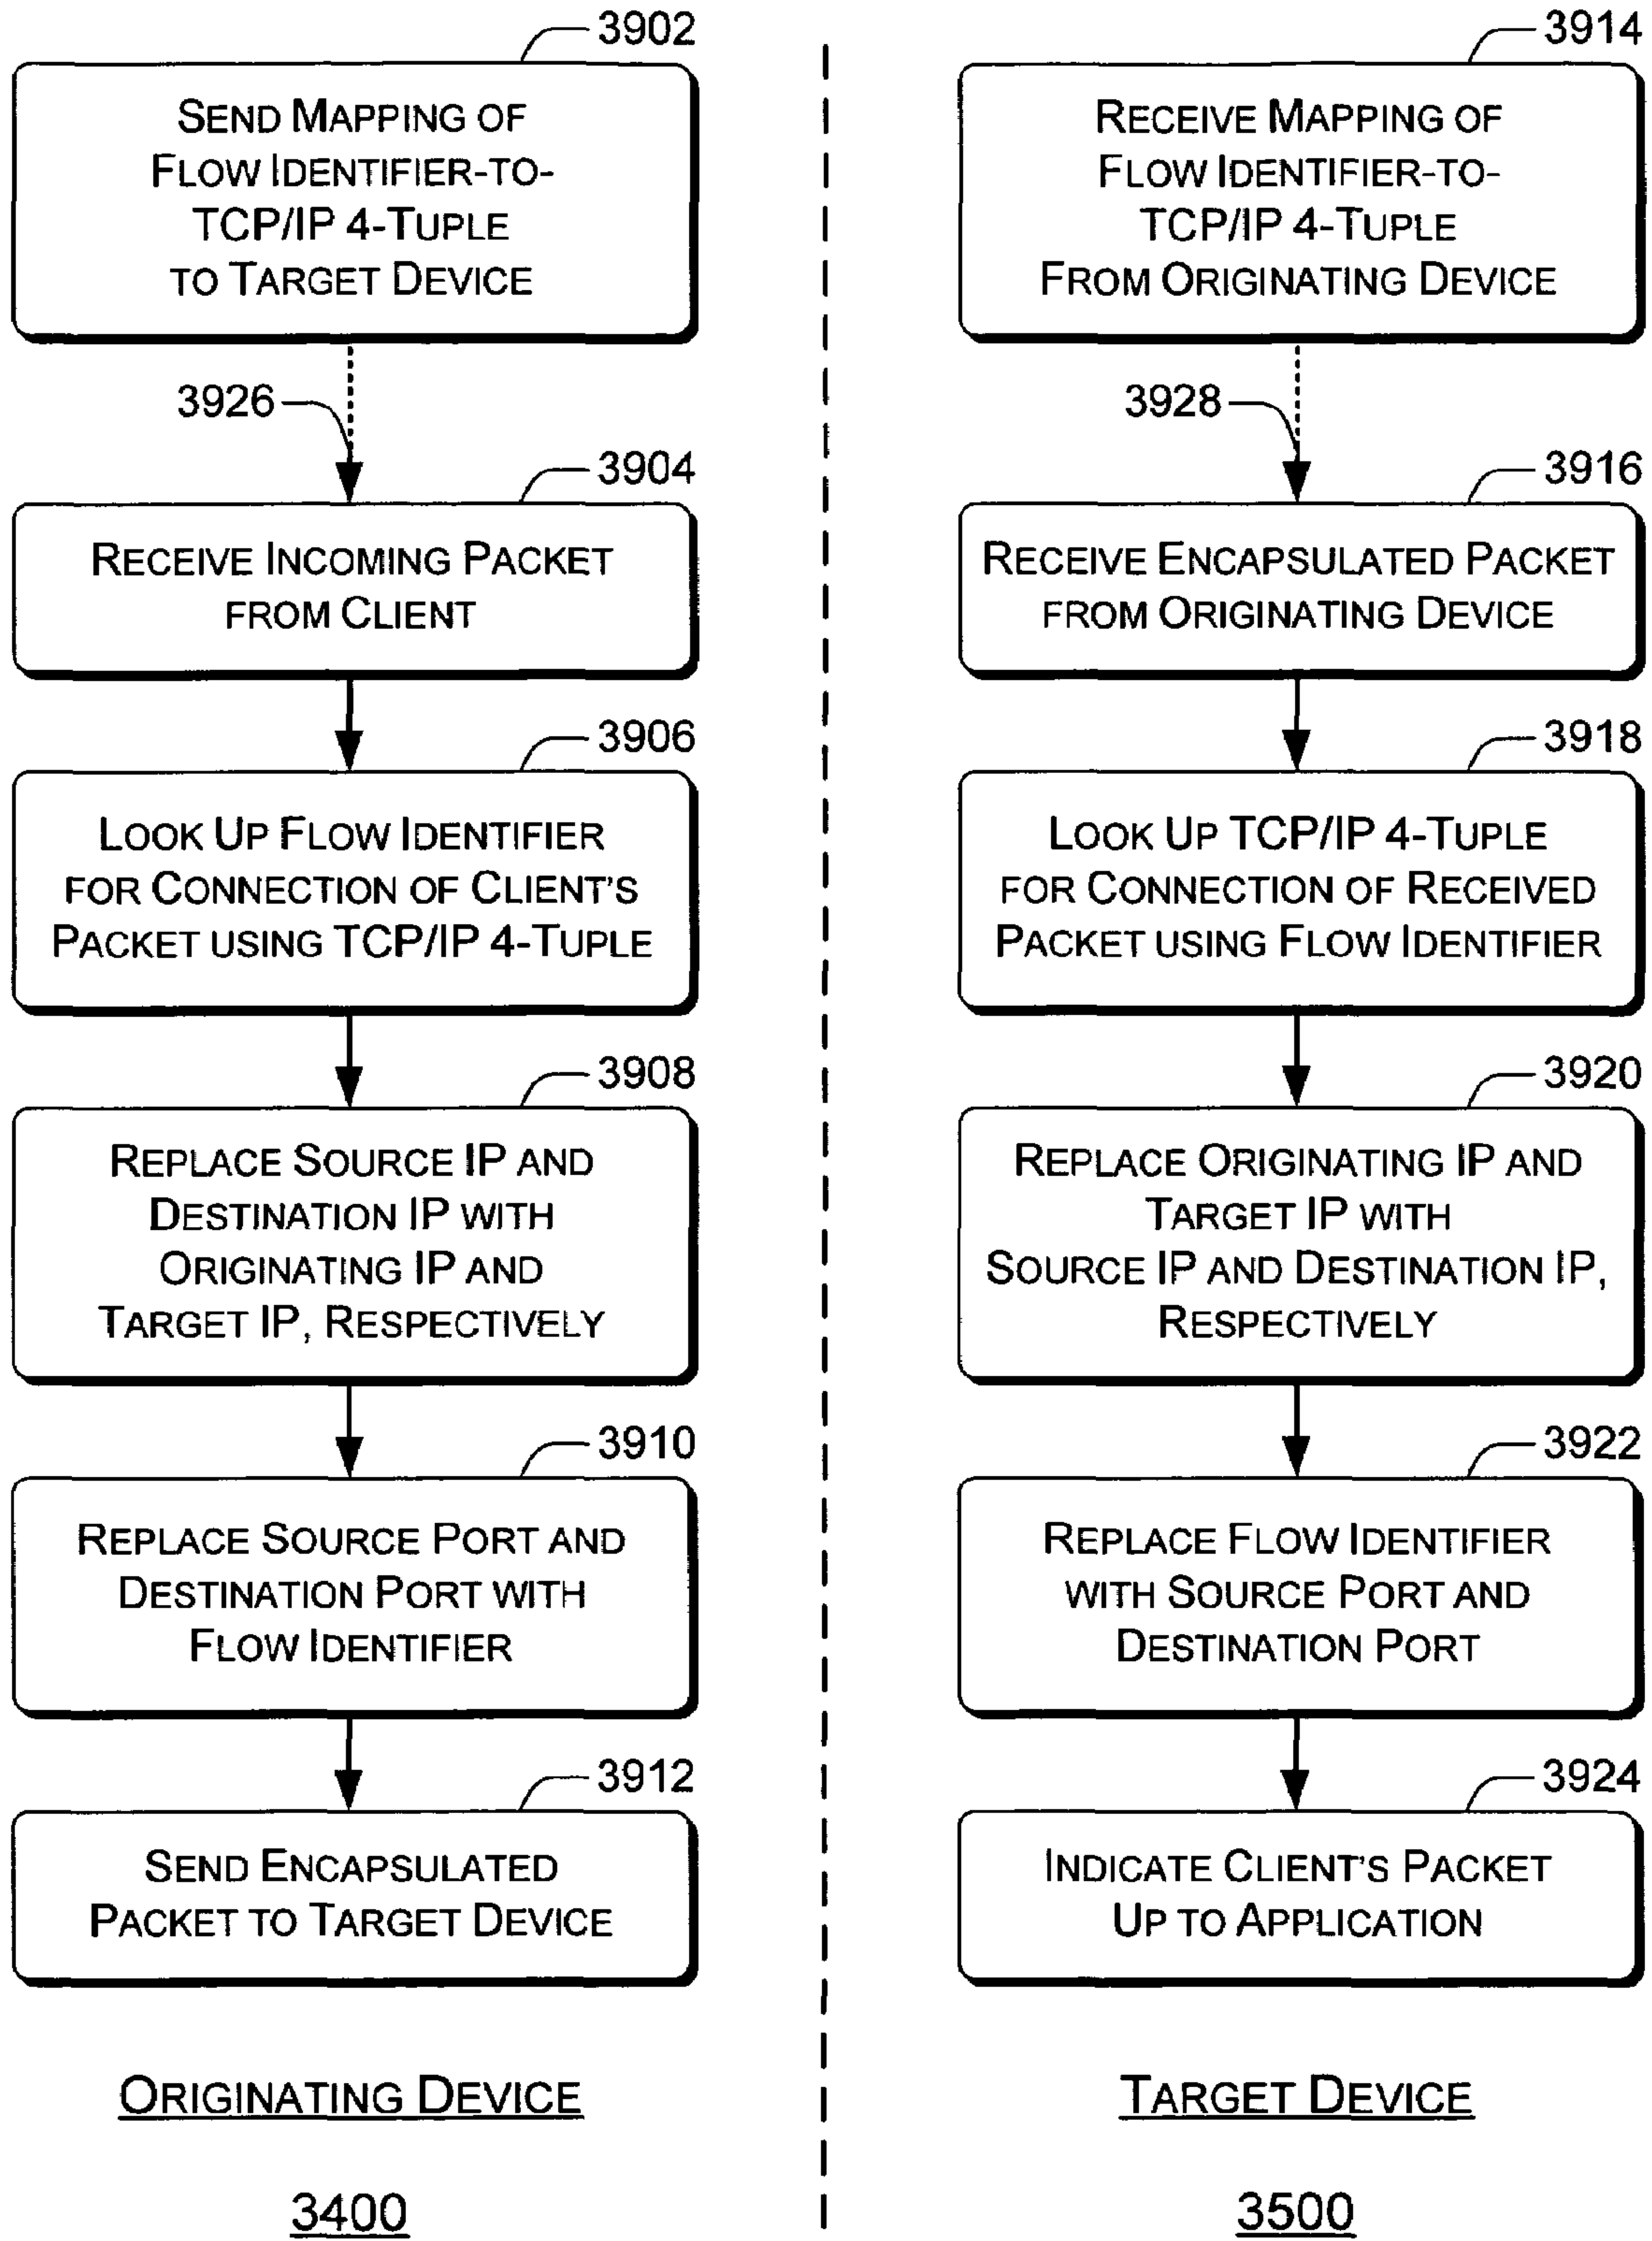 3902
SEND MAPPING OF
FLOW IDENTIFIER-TO-
TCP/IP 4-TUPLE
TO TARGET DEVICE
3926
3904
RECEIVE INCOMING PACKET
FROM CLIENT
3906
LOOK UP FLOW IDENTIFIER
FOR CONNECTION OF CLIENT'S
PACKET USING TCP/IP 4-TUPLE
3908
REPLACE SOURCE IP AND
DESTINATION IP WITH
ORIGINATING IP AND
TARGET IP, RESPECTIVELY
3910
REPLACE SOURCE PORT AND
DESTINATION PORT WITH
FLOW IDENTIFIER
3912
SEND ENCAPSULATED
PACKET TO TARGET DEVICE
ORIGINATING DEVICE
3400
3914
RECEIVE MAPPING OF
FLOW IDENTIFIER-TO-
TCP/IP 4-TUPLE
FROM ORIGINATING DEVICE
3928
3916
RECEIVE ENCAPSULATED PACKET
FROM ORIGINATING DEVICE
3918
LOOK UP TCP/IP 4-TUPLE
FOR CONNECTION OF RECEIVED
PACKET USING FLOW IDENTIFIER
3920
REPLACE ORIGINATING IP AND
TARGET IP WITH
SOURCE IP AND DESTINATION IP,
RESPECTIVELY
3922
REPLACE FLOW IDENTIFIER
WITH SOURCE PORT AND
DESTINATION PORT
3924
INDICATE CLIENT'S PACKET
UP TO APPLICATION
TARGET DEVICE
3500